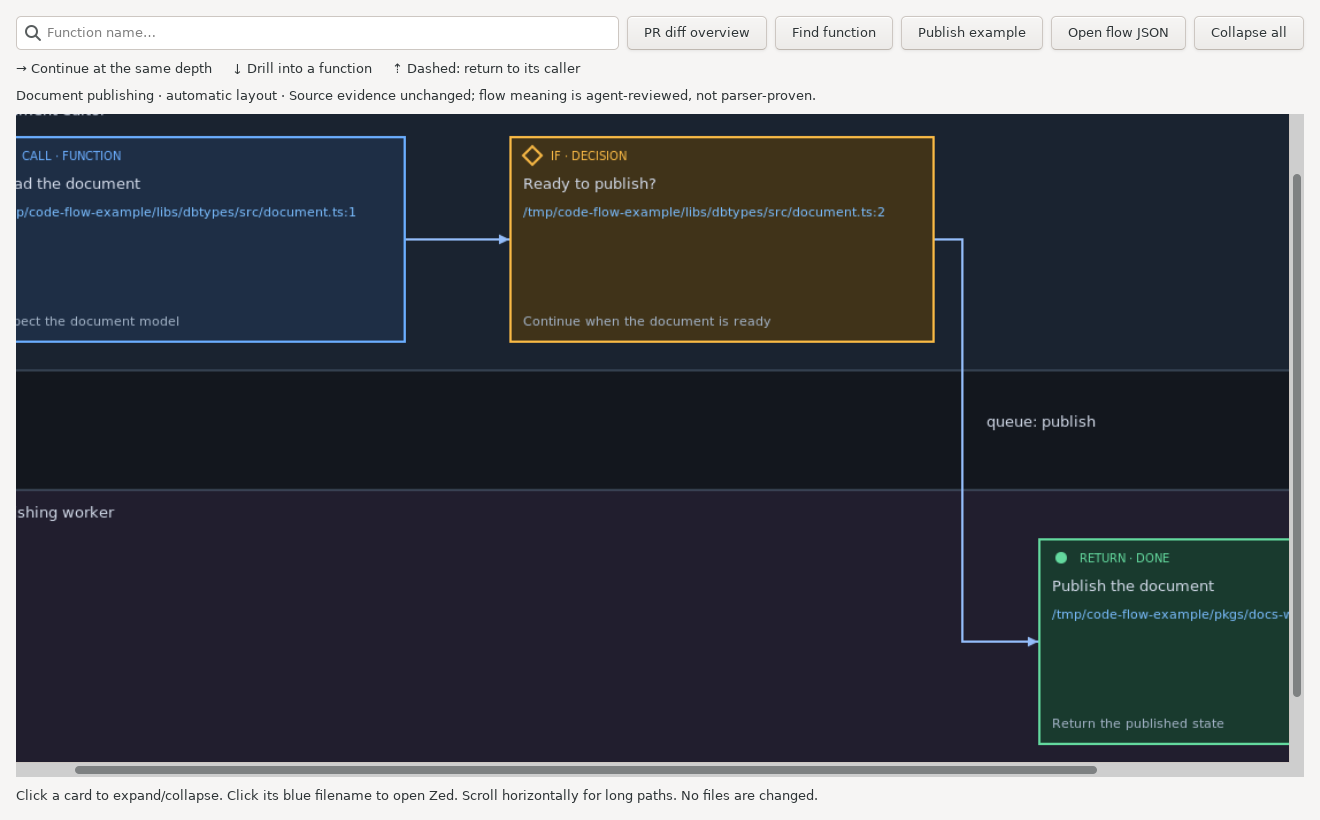 Function name...
PR diff overview
Find function
Publish example
Open flow JSON
Collapse all
→ Continue at the same depth ↓ Drill into a function ⇡ Dashed: return to its caller
Document publishing · automatic layout · Source evidence unchanged; flow meaning is agent-reviewed, not parser-proven.
CALL · FUNCTION
ad the document
p/code-flow-example/libs/dbtypes/src/document.ts:1
pect the document model
IF · DECISION
Ready to publish?
/tmp/code-flow-example/libs/dbtypes/src/document.ts:2
Continue when the document is ready
queue: publish
shing worker
RETURN · DONE
Publish the document
/tmp/code-flow-example/pkgs/docs-w
Return the published state
Click a card to expand/collapse. Click its blue filename to open Zed. Scroll horizontally for long paths. No files are changed.